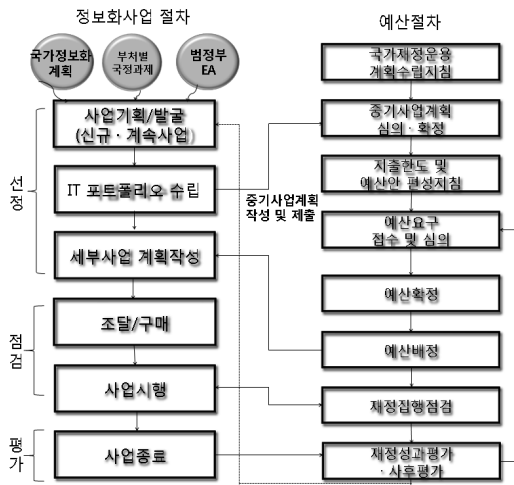 정보화사업 절차
예산절차
국가정보화
계획
부처별
국정과제
범정부
EA
사업기획/발굴
(신규 · 계속사업)
IT 포트폴리오 수립
세부사업 계획작성
조달/구매
사업시행
사업종료
선정
점검
평가
중기사업계획
작성 및 제출
국가재정운용
계획수립지침
중기사업계획
심의 · 확정
지출한도 및
예산안 편성지침
예산요구
접수 및 심의
예산확정
예산배정
재정집행점검
재정성과평가
· 사후평가